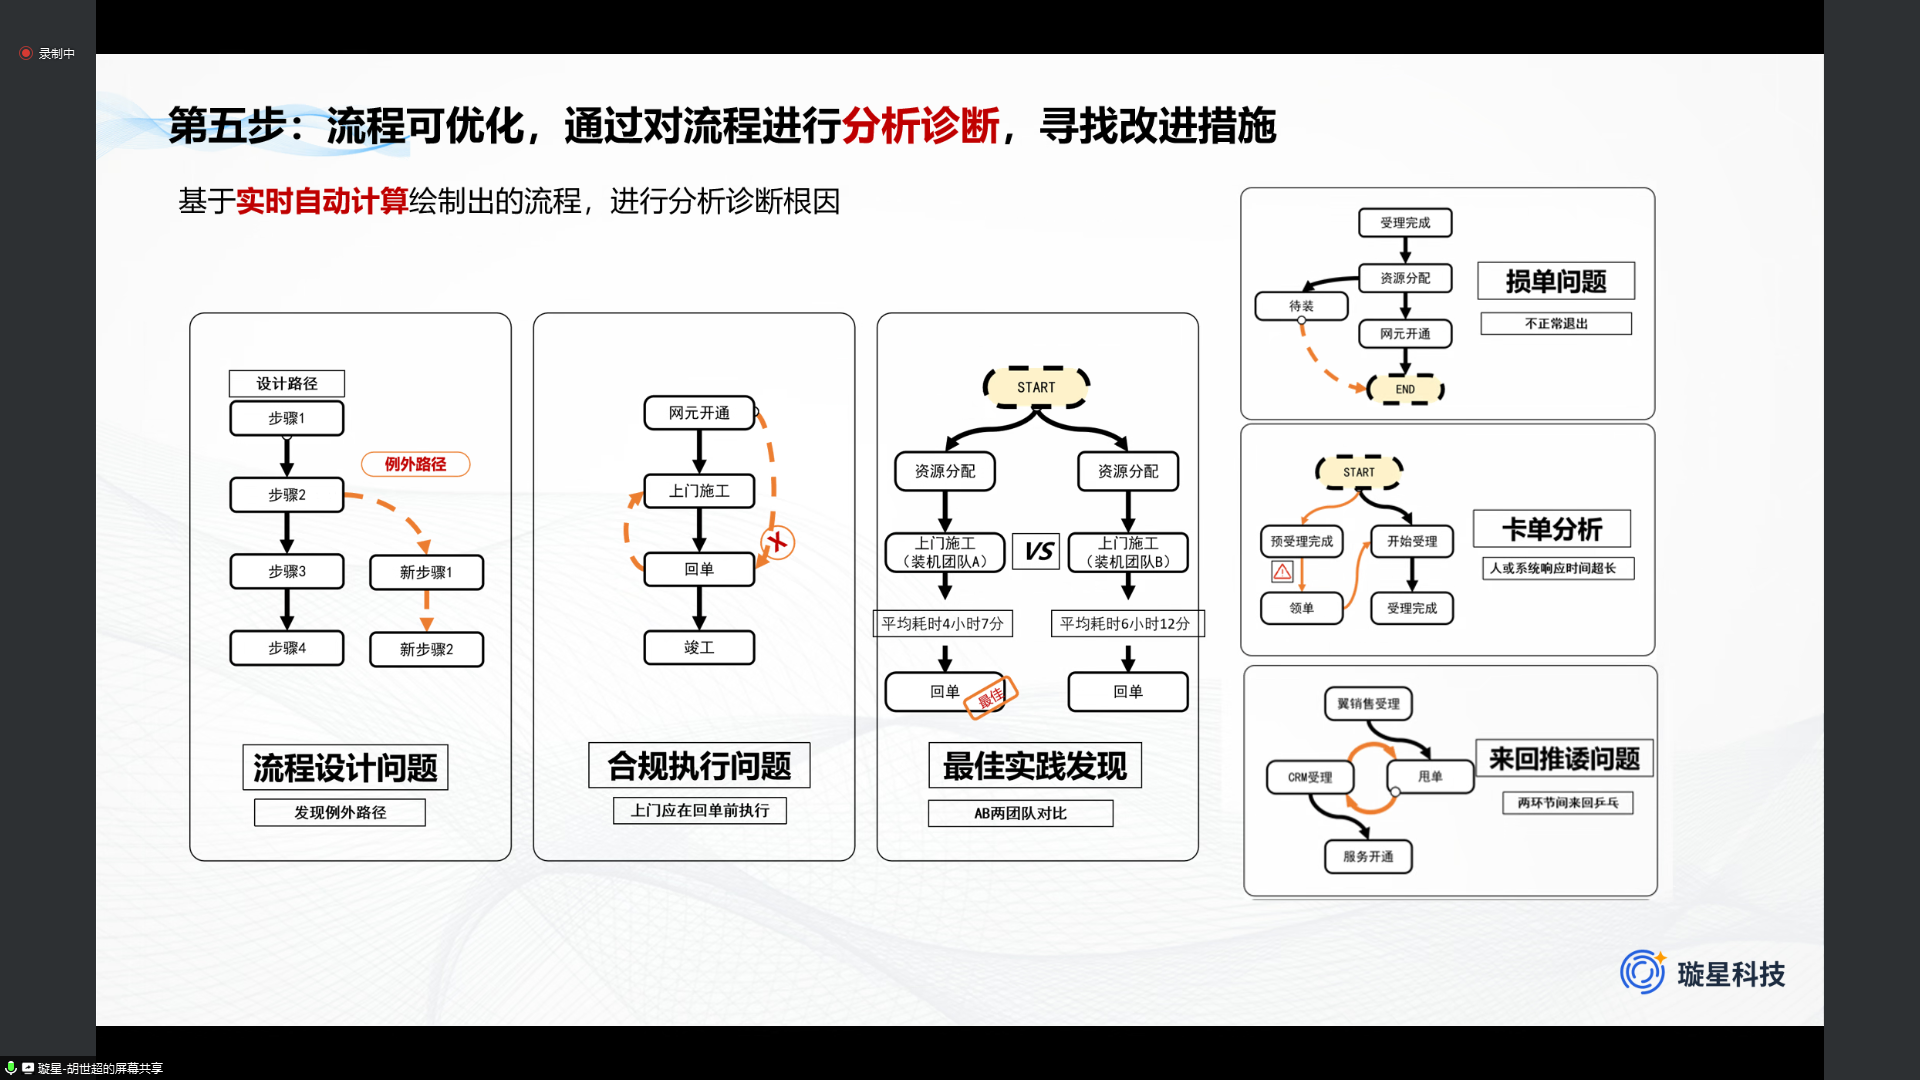 录制中
第五步：流程可优化，通过对流程进行分析诊断，寻找改进措施
基于实时自动计算绘制出的流程，进行分析诊断根因
设计路径
步骤1
例外路径
步骤2
步骤3
新步骤1
步骤4
新步骤2
流程设计问题
发现例外路径
网元开通
上门施工
X
回单
竣工
合规执行问题
上门应在回单前执行
START
资源分配
资源分配
上门施工
（装机团队A）
VS
上门施工
（装机团队B）
平均耗时4小时7分
平均耗时6小时12分
回单
最佳
回单
最佳实践发现
AB两团队对比
受理完成
资源分配
待装
网元开通
END
损单问题
不正常退出
START
预受理完成
开始受理
领单
受理完成
卡单分析
人或系统响应时间超长
翼销售受理
CRM受理
甩单
服务开通
来回推诿问题
两环节间来回乒乓
璇星科技
璇星-胡世超的屏幕共享